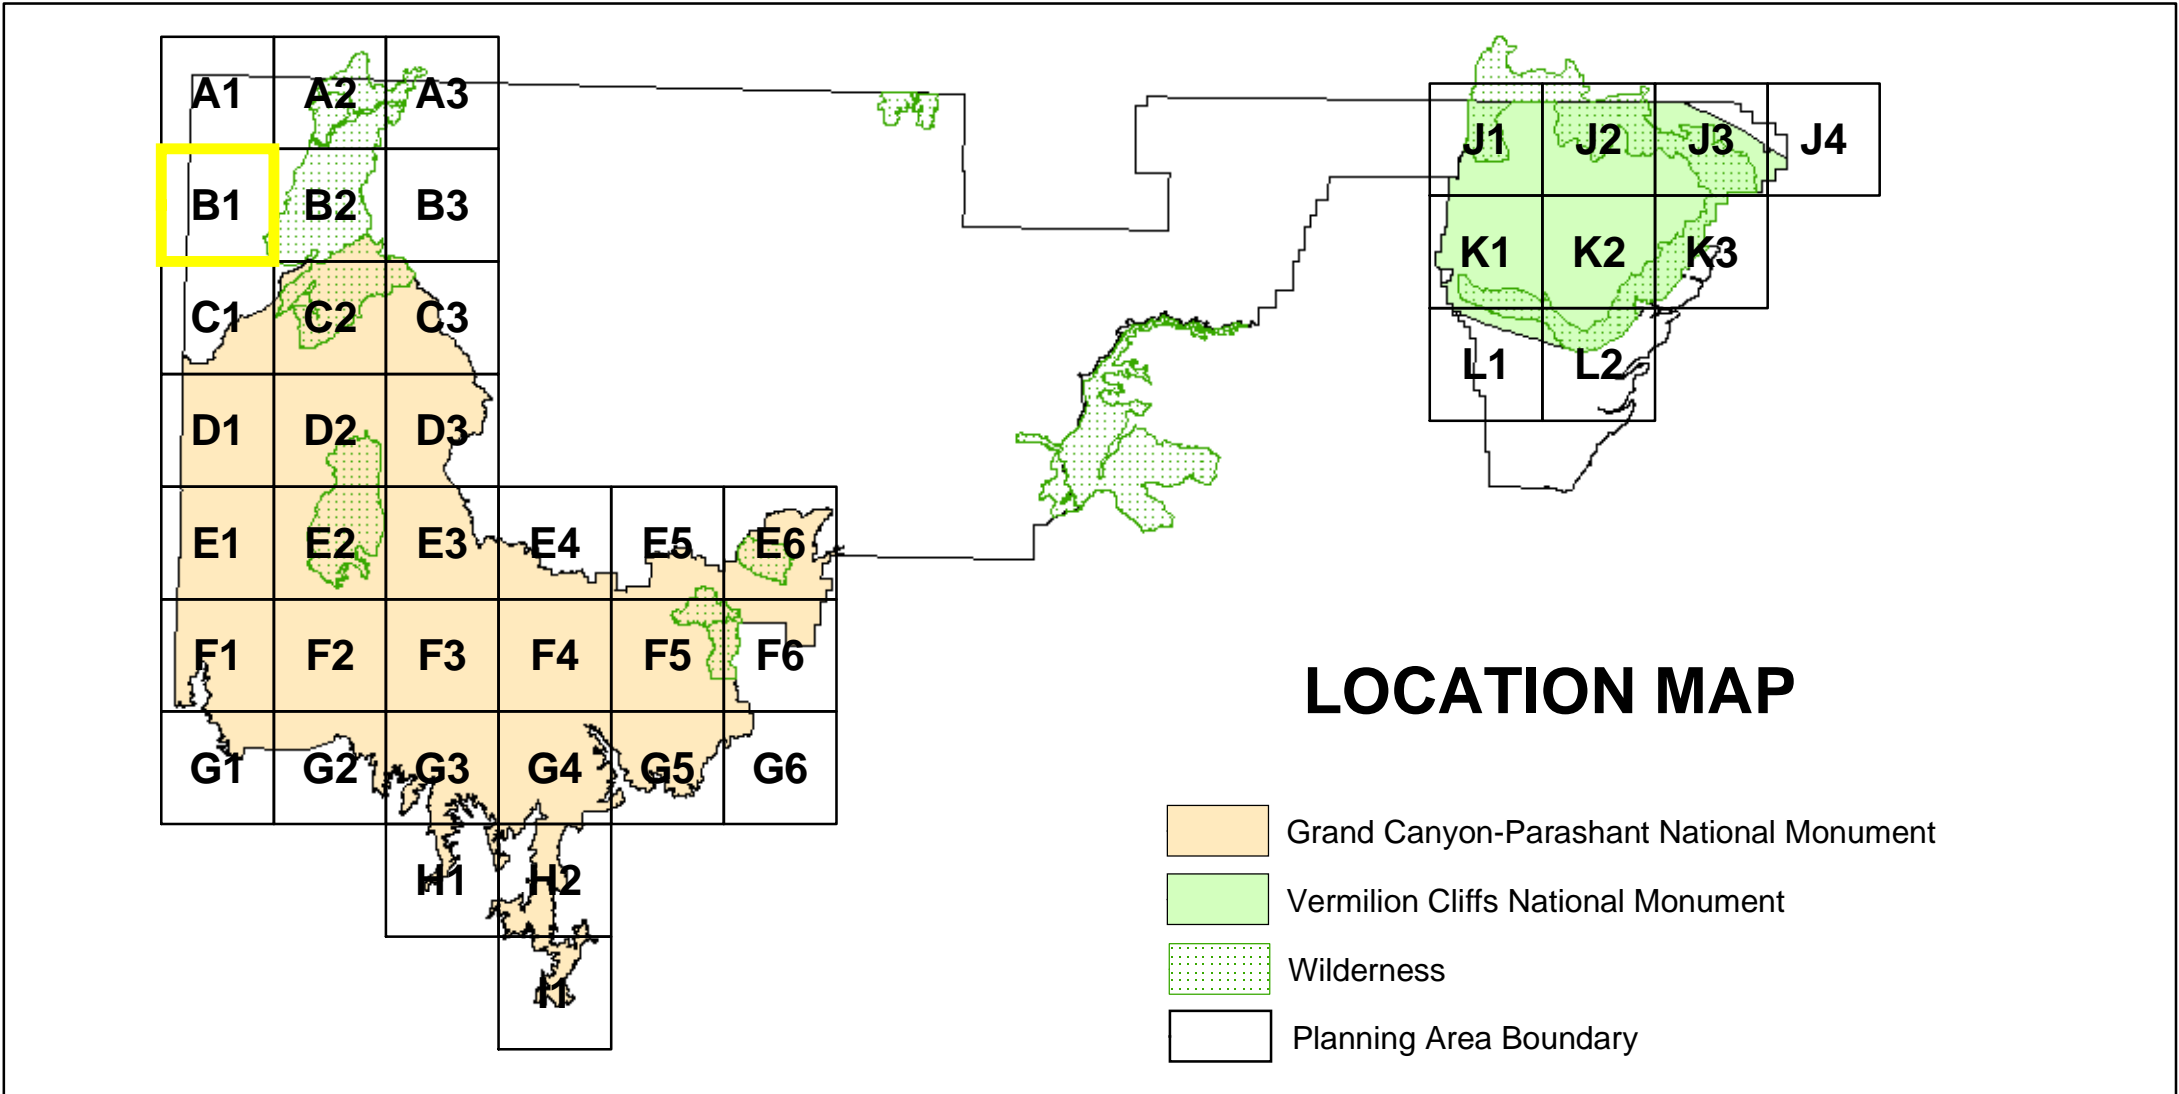 A1 A2 A3
J1 J2 J3 J4
B1 B2 B3
K1 K2 K3
C1 C2 C3
L1 L2
D1 D2 D3
E1 E2 E3 E4 E5 E6
F1 F2 F3 F4 F5 F6
G1 G2 G3 G4 G5 G6
H1 H2
I1
LOCATION MAP
Grand Canyon-Parashant National Monument
Vermilion Cliffs National Monument
Wilderness
Planning Area Boundary